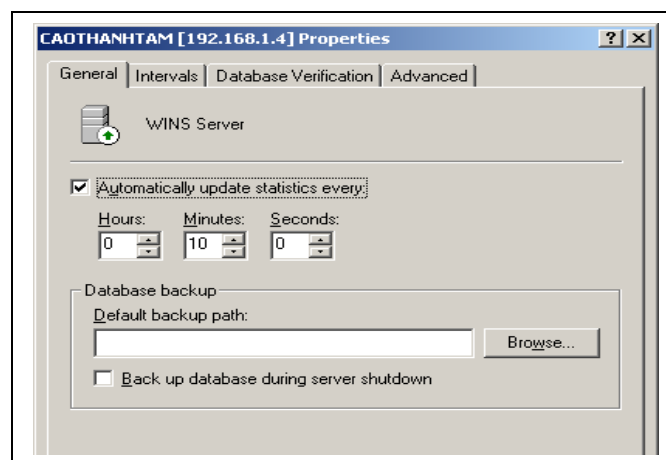 CAOTHANHTAM [192.168.1.4] Properties
General Intervals Database Verification Advanced
WINS Server
Automatically update statistics every:
Hours: Minutes: Seconds:
0 10 0
Database backup
Default backup path:
Browse...
Back up database during server shutdown